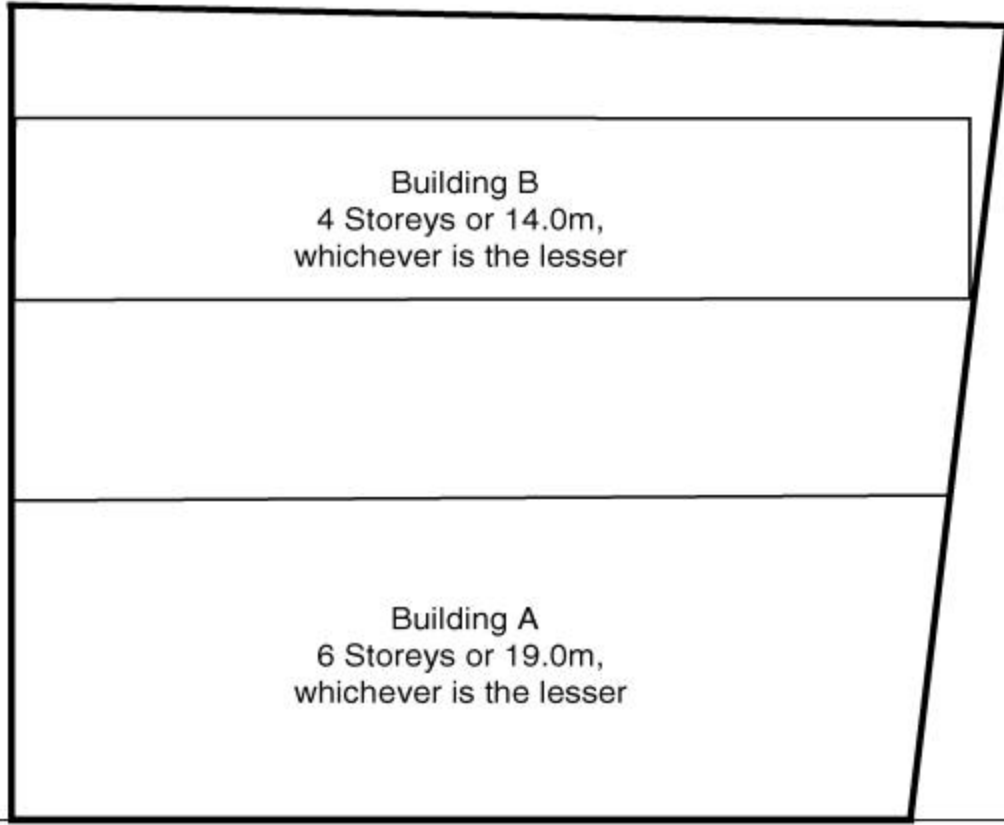 Building B
4 Storeys or 14.0m,
whichever is the lesser
Building A
6 Storeys or 19.0m,
whichever is the lesser